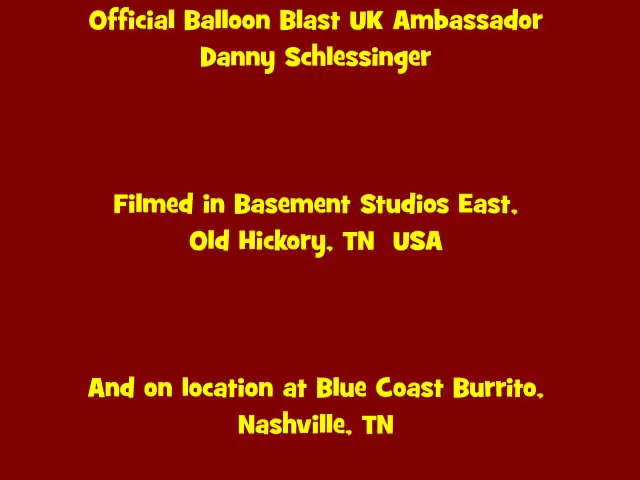 Official Balloon Blast UK Ambassador
Danny Schlessinger
Filmed in Basement Studios East,
Old Hickory, TN  USA
And on location at Blue Coast Burrito,
Nashville, TN